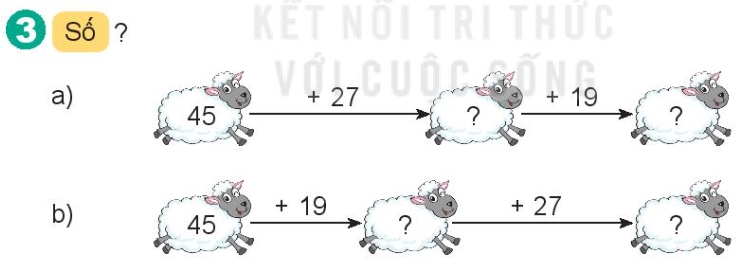 KẾT NỐI TRI THỨC
VỚI CUỘC SỐNG
3 Số ?
a) 45 + 27 ? + 19 ?
b) 45 + 19 ? + 27 ?